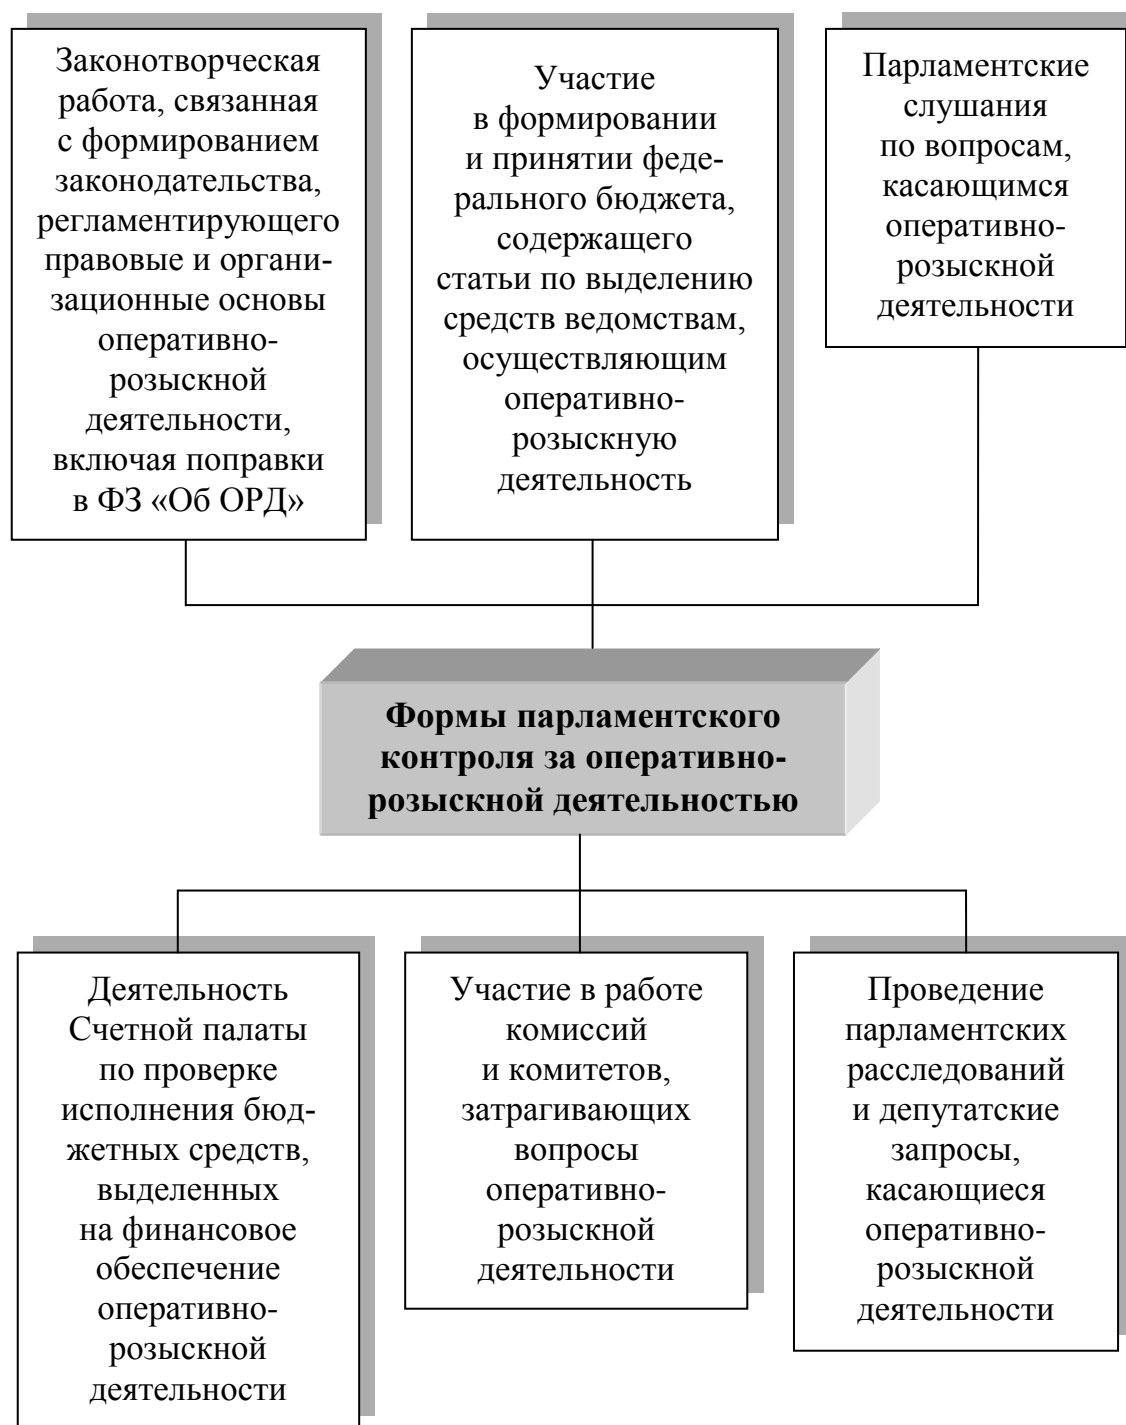 Законотворческая
работа, связанная
с формированием
законодательства,
регламентирующего
правовые и органи-
зационные основы
оперативно-
розыскной
деятельности,
включая поправки
в ФЗ «Об ОРД»
Участие
в формировании
и принятии феде-
рального бюджета,
содержащего
статьи по выделению
средств ведомствам,
осуществляющим
оперативно-
розыскную
деятельность
Парламентские
слушания
по вопросам,
касающимся
оперативно-
розыскной
деятельности
Формы парламентского
контроля за оперативно-
розыскной деятельностью
Деятельность
Счетной палаты
по проверке
исполнения бюд-
жетных средств,
выделенных
на финансовое
обеспечение
оперативно-
розыскной
деятельности
Участие в работе
комиссий
и комитетов,
затрагивающих
вопросы
оперативно-
розыскной
деятельности
Проведение
парламентских
расследований
и депутатские
запросы,
касающиеся
оперативно-
розыскной
деятельности